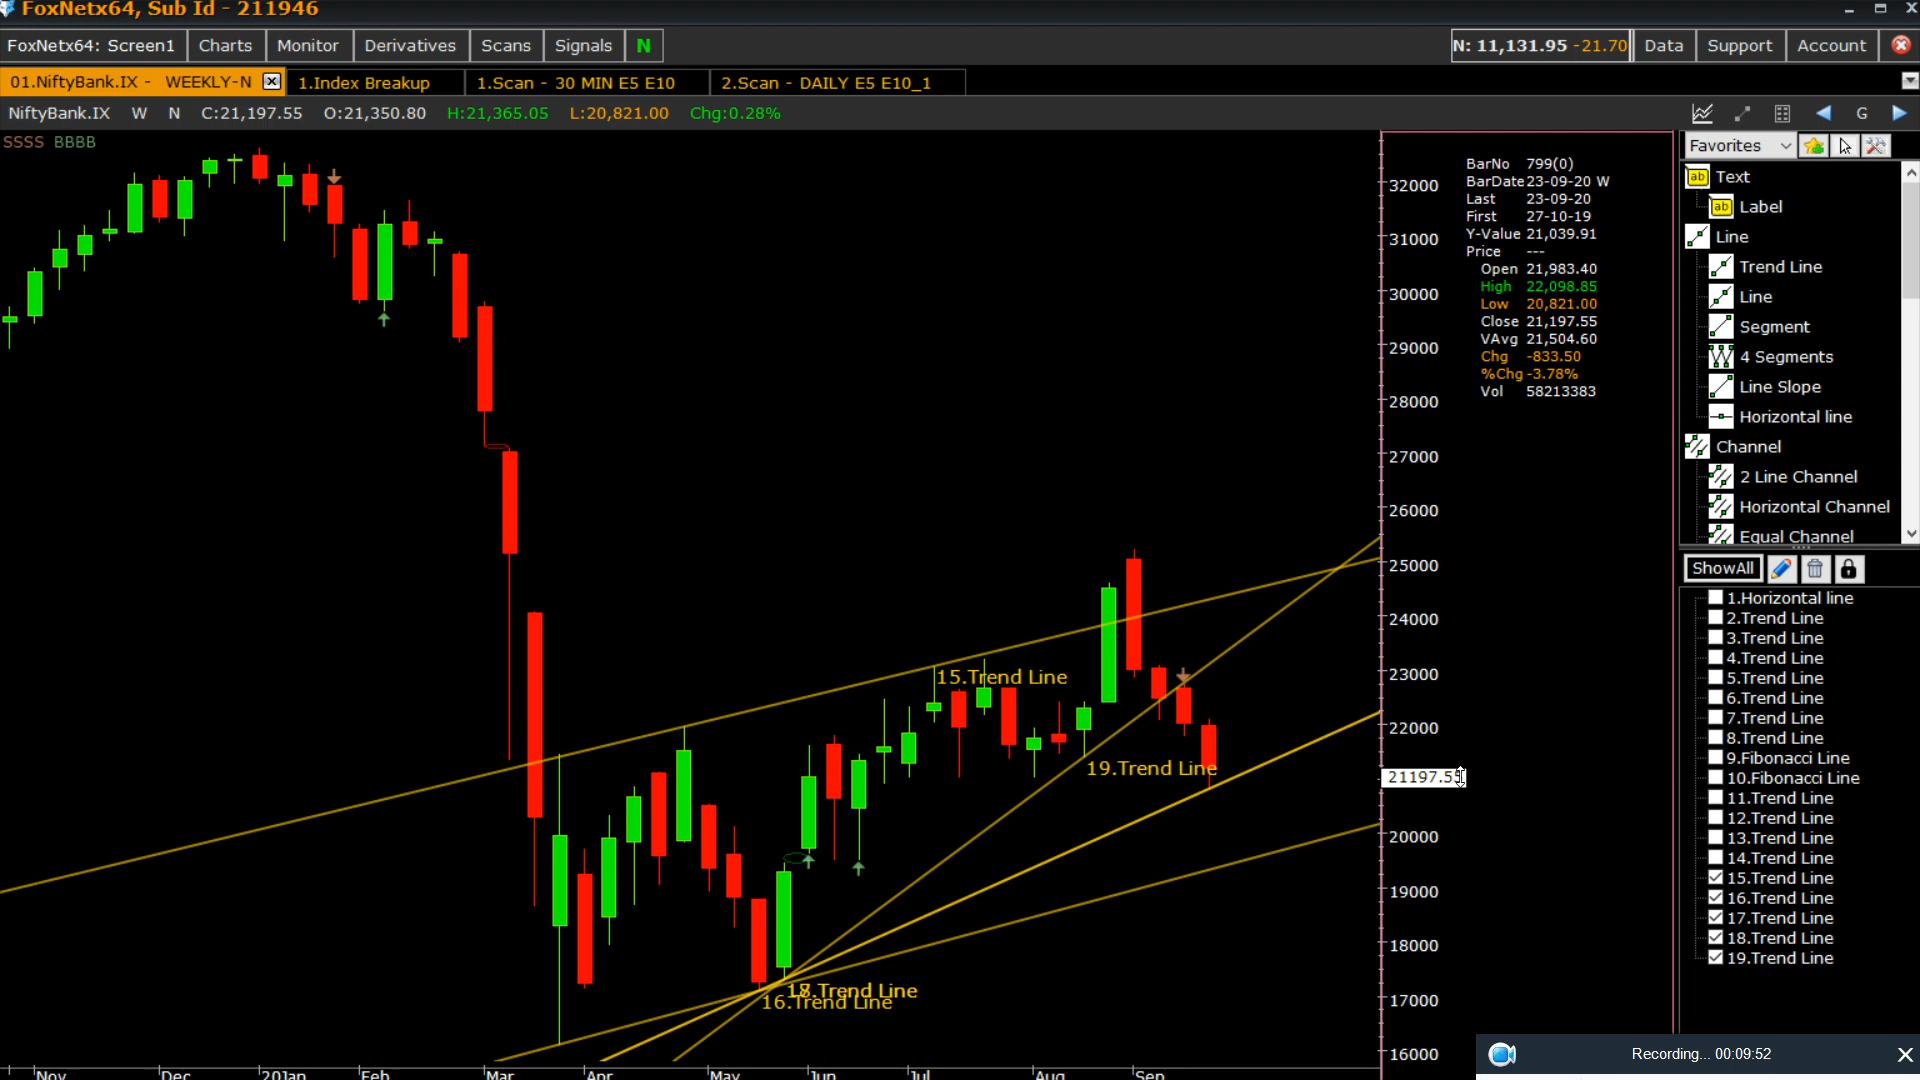 FoxNetx64, Sub Id - 211946
FoxNetx64: Screen1 Charts Monitor Derivatives Scans Signals N N: 11,131.95 -21.70 Data Support Account
01.NiftyBank.IX - WEEKLY-N 1.Index Breakup 1.Scan - 30 MIN E5 E10 2.Scan - DAILY E5 E10_1
NiftyBank.IX W N C:21,197.55 O:21,350.80 H:21,365.05 L:20,821.00 Chg:0.28% G
SSSS BBBB
BarNo 799(0)
BarDate 23-09-20 W
Last 23-09-20
First 27-10-19
Y-Value 21,039.91
Price ---
Open 21,983.40
High 22,098.85
Low 20,821.00
Close 21,197.55
VAvg 21,504.60
Chg -833.50
%Chg -3.78%
Vol 58213383
32000
31000
30000
29000
28000
27000
26000
25000
24000
23000
22000
21197.55
20000
19000
18000
17000
16000
15.Trend Line
19.Trend Line
18.Trend Line
16.Trend Line
Nov Dec 20Jan Feb Mar Apr May Jun Jul Aug Sep
Favorites
ab Text
ab Label
Line
Trend Line
Line
Segment
4 Segments
Line Slope
Horizontal line
Channel
2 Line Channel
Horizontal Channel
Equal Channel
ShowAll
1.Horizontal line
2.Trend Line
3.Trend Line
4.Trend Line
5.Trend Line
6.Trend Line
7.Trend Line
8.Trend Line
9.Fibonacci Line
10.Fibonacci Line
11.Trend Line
12.Trend Line
13.Trend Line
14.Trend Line
15.Trend Line
16.Trend Line
17.Trend Line
18.Trend Line
19.Trend Line
Recording... 00:09:52